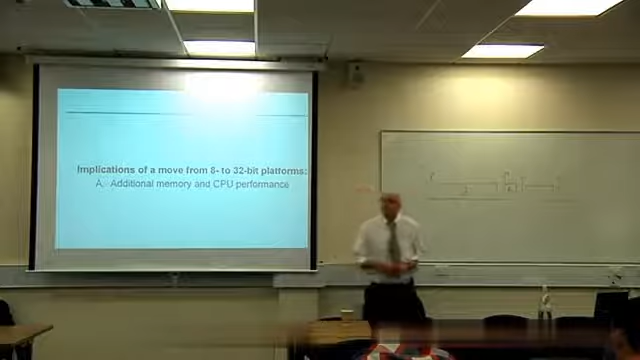 Implications of a move from 8- to 32-bit platforms:
A. Additional memory and CPU performance